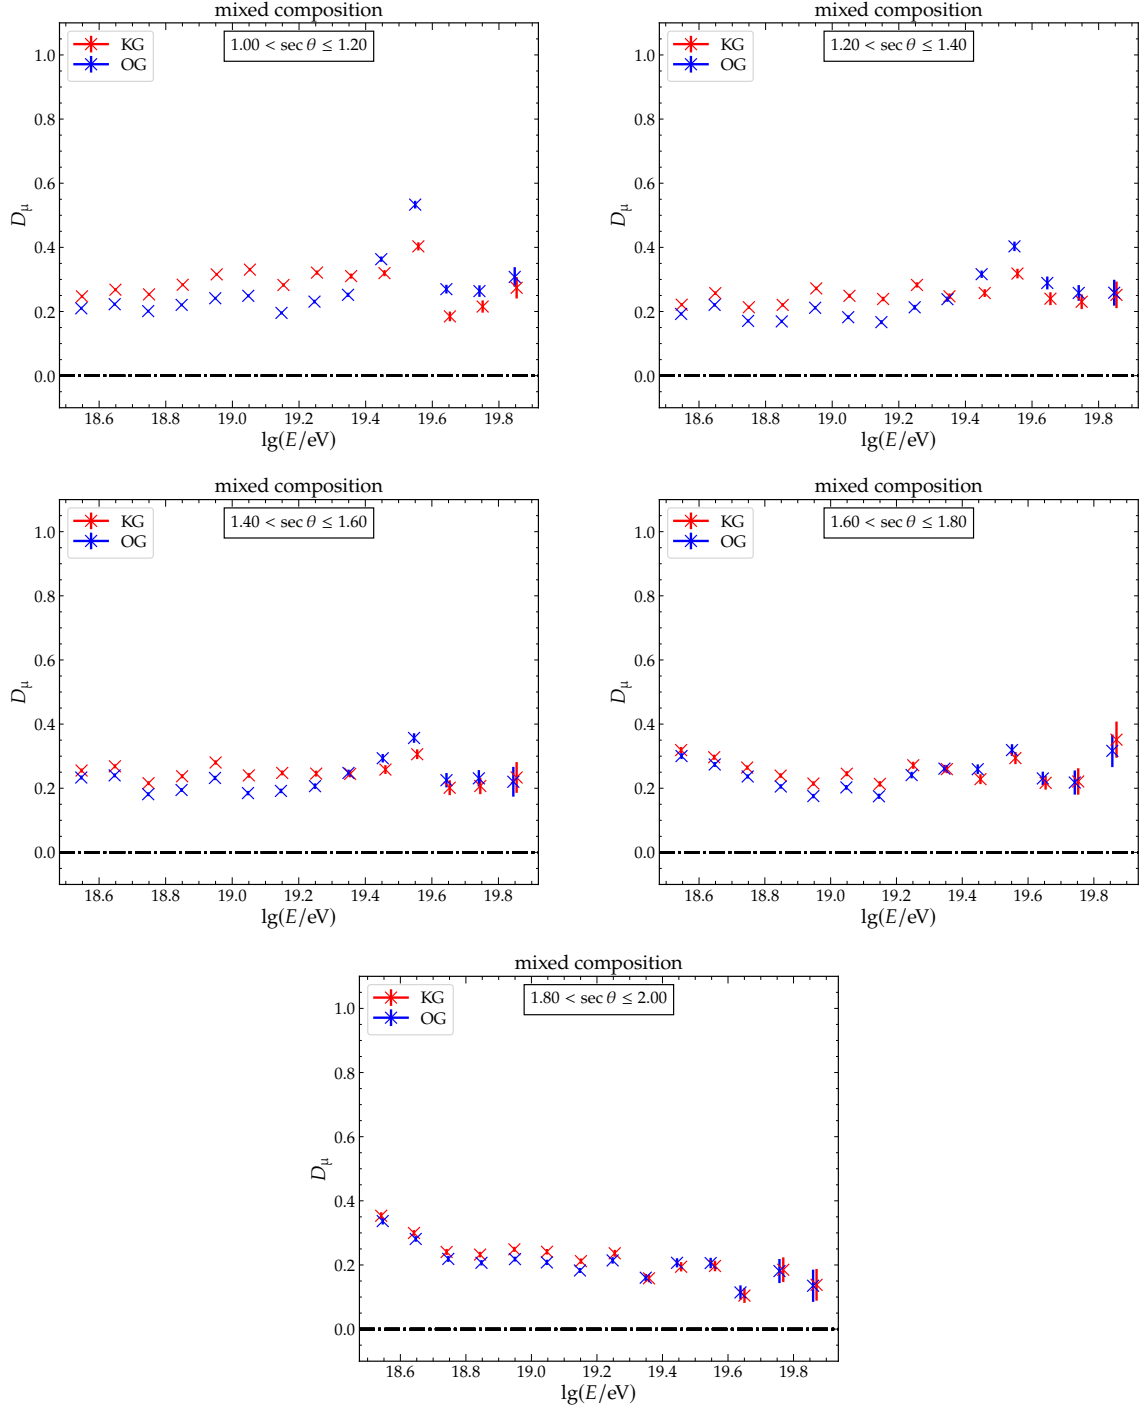 mixed composition
KG
OG
1.00 < sec θ ≤ 1.20
1.0
0.8
0.6
0.4
0.2
0.0
D_μ
18.6 18.8 19.0 19.2 19.4 19.6 19.8
lg(E/eV)
mixed composition
KG
OG
1.20 < sec θ ≤ 1.40
1.0
0.8
0.6
0.4
0.2
0.0
D_μ
18.6 18.8 19.0 19.2 19.4 19.6 19.8
lg(E/eV)
mixed composition
KG
OG
1.40 < sec θ ≤ 1.60
1.0
0.8
0.6
0.4
0.2
0.0
D_μ
18.6 18.8 19.0 19.2 19.4 19.6 19.8
lg(E/eV)
mixed composition
KG
OG
1.60 < sec θ ≤ 1.80
1.0
0.8
0.6
0.4
0.2
0.0
D_μ
18.6 18.8 19.0 19.2 19.4 19.6 19.8
lg(E/eV)
mixed composition
KG
OG
1.80 < sec θ ≤ 2.00
1.0
0.8
0.6
0.4
0.2
0.0
D_μ
18.6 18.8 19.0 19.2 19.4 19.6 19.8
lg(E/eV)